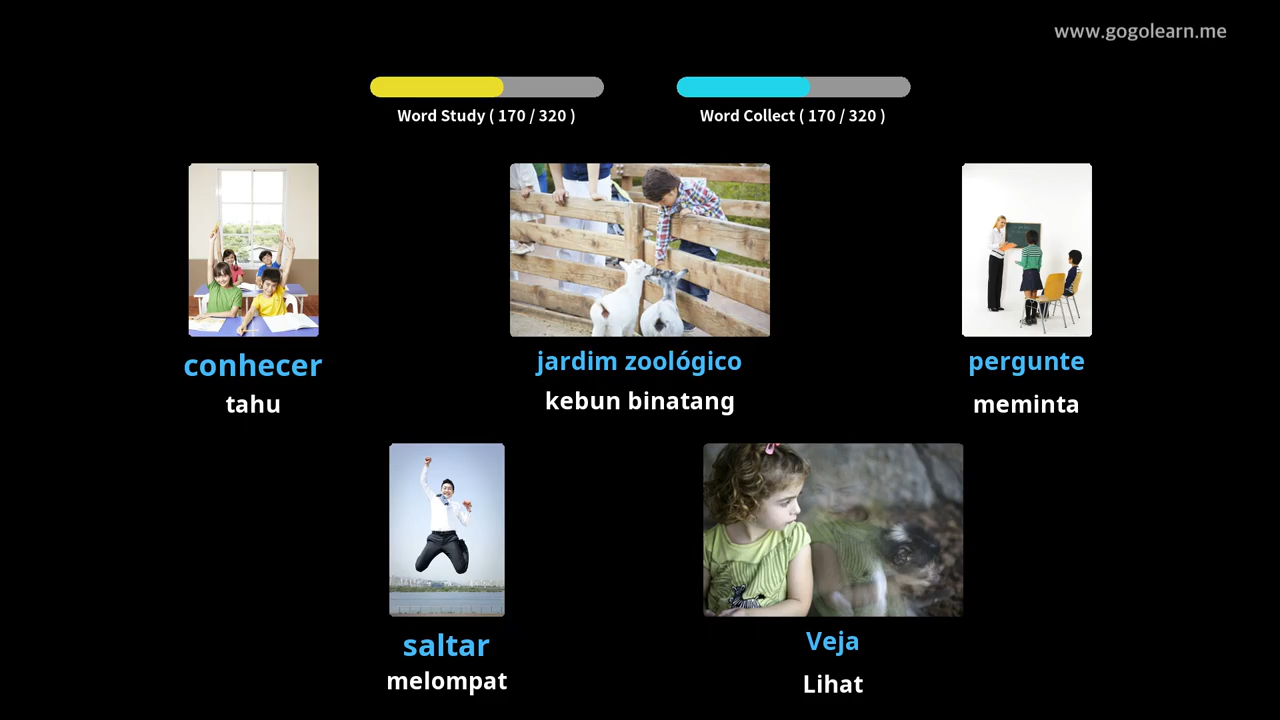 www.gogolearn.me
Word Study ( 170 / 320 )
Word Collect ( 170 / 320 )
conhecer
tahu
jardim zoológico
kebun binatang
pergunte
meminta
saltar
melompat
Veja
Lihat